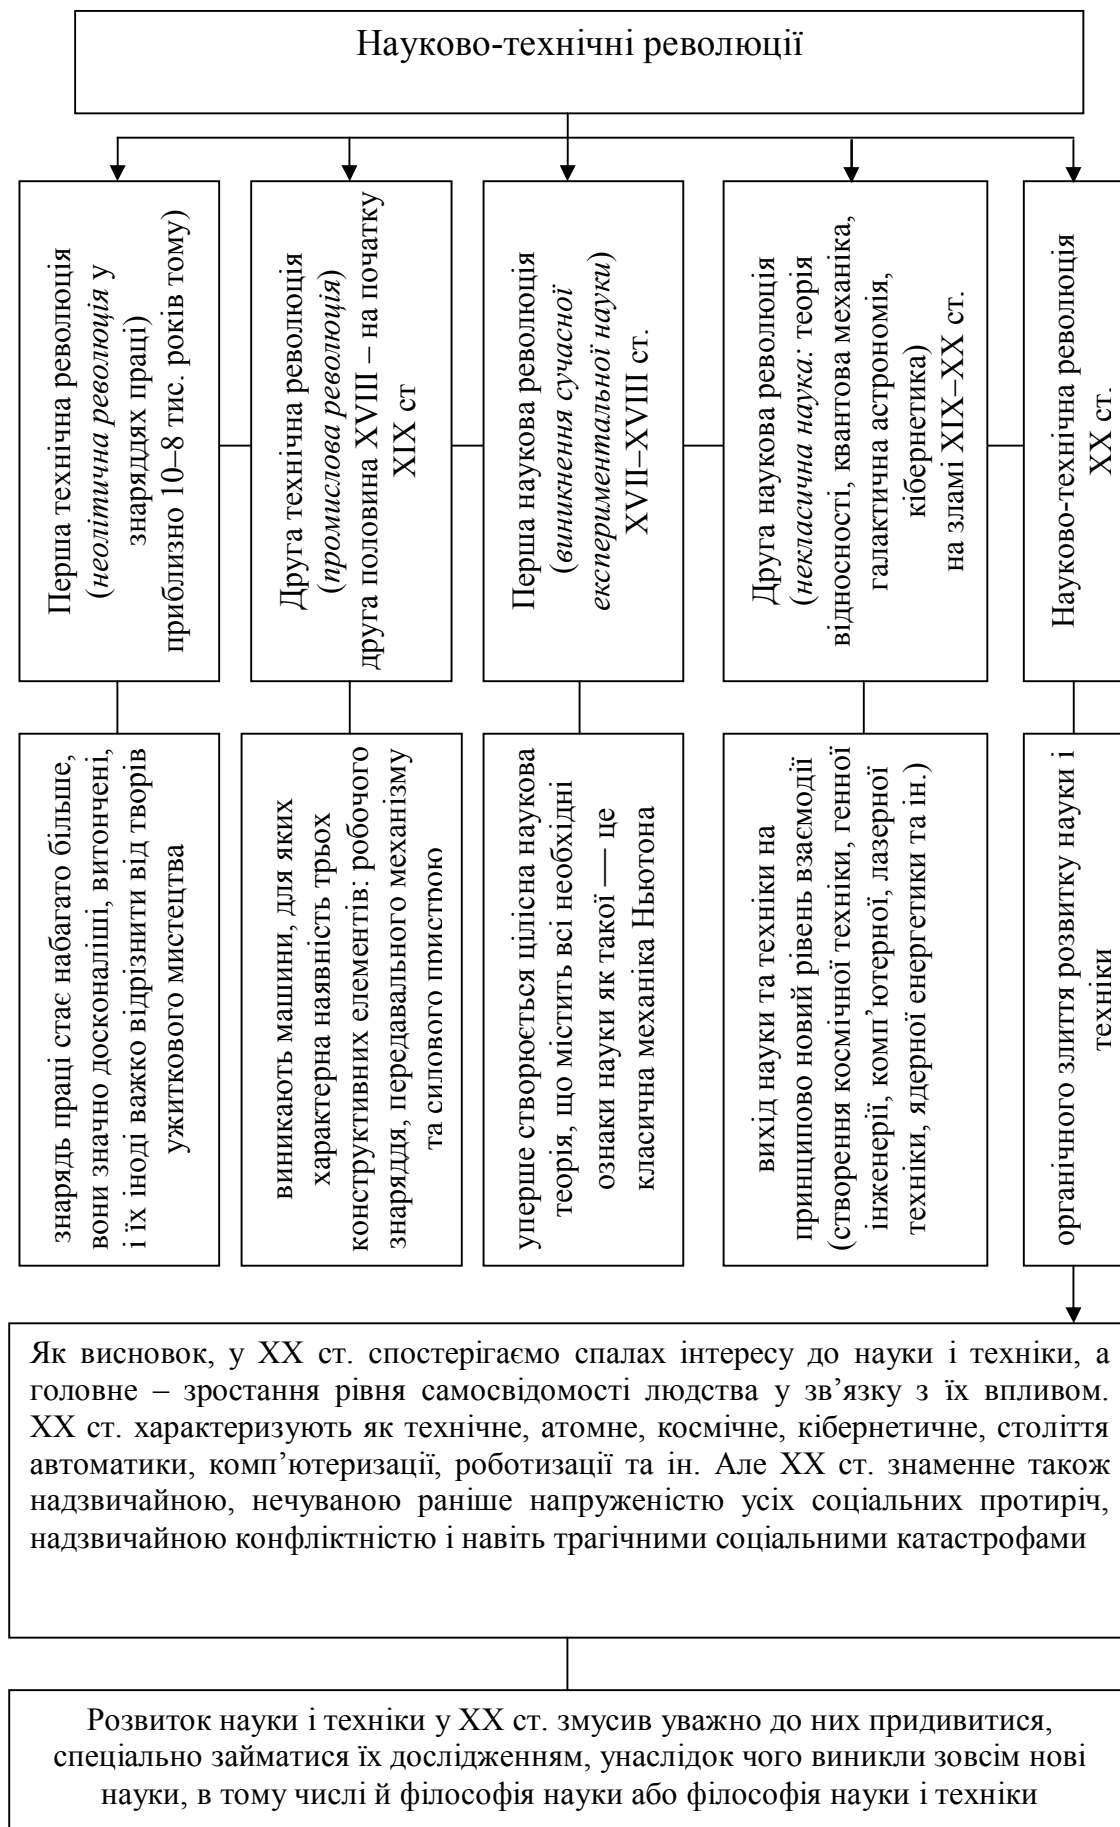 Науково-технічні революції
Перша технічна революція
(неолітична революція у
знаряддях праці)
приблизно 10–8 тис. років тому)
Друга технічна революція
(промислова революція)
друга половина XVIII – на початку
XIX ст
Перша наукова революція
(виникнення сучасної
експериментальної науки)
XVII–XVIII ст.
Друга наукова революція
(некласична наука: теорія
відносності, квантова механіка,
галактична астрономія,
кібернетика)
на зламі XIX–XX ст.
Науково-технічна революція
XX ст.
знарядь праці стає набагато більше,
вони значно досконаліші, витончені,
і їх іноді важко відрізнити від творів
ужиткового мистецтва
виникають машини, для яких
характерна наявність трьох
конструктивних елементів: робочого
знаряддя, передавального механізму
та силового пристрою
уперше створюється цілісна наукова
теорія, що містить всі необхідні
ознаки науки як такої — це
класична механіка Ньютона
вихід науки та техніки на
принципово новий рівень взаємодії
(створення космічної техніки, генної
інженерії, комп’ютерної, лазерної
техніки, ядерної енергетики та ін.)
органічного злиття розвитку науки і
техніки
Як висновок, у XX ст. спостерігаємо спалах інтересу до науки і техніки, а
головне – зростання рівня самосвідомості людства у зв’язку з їх впливом.
XX ст. характеризують як технічне, атомне, космічне, кібернетичне, століття
автоматики, комп’ютеризації, роботизації та ін. Але XX ст. знаменне також
надзвичайною, нечуваною раніше напруженістю усіх соціальних протиріч,
надзвичайною конфліктністю і навіть трагічними соціальними катастрофами
Розвиток науки і техніки у XX ст. змусив уважно до них придивитися,
спеціально займатися їх дослідженням, унаслідок чого виникли зовсім нові
науки, в тому числі й філософія науки або філософія науки і техніки